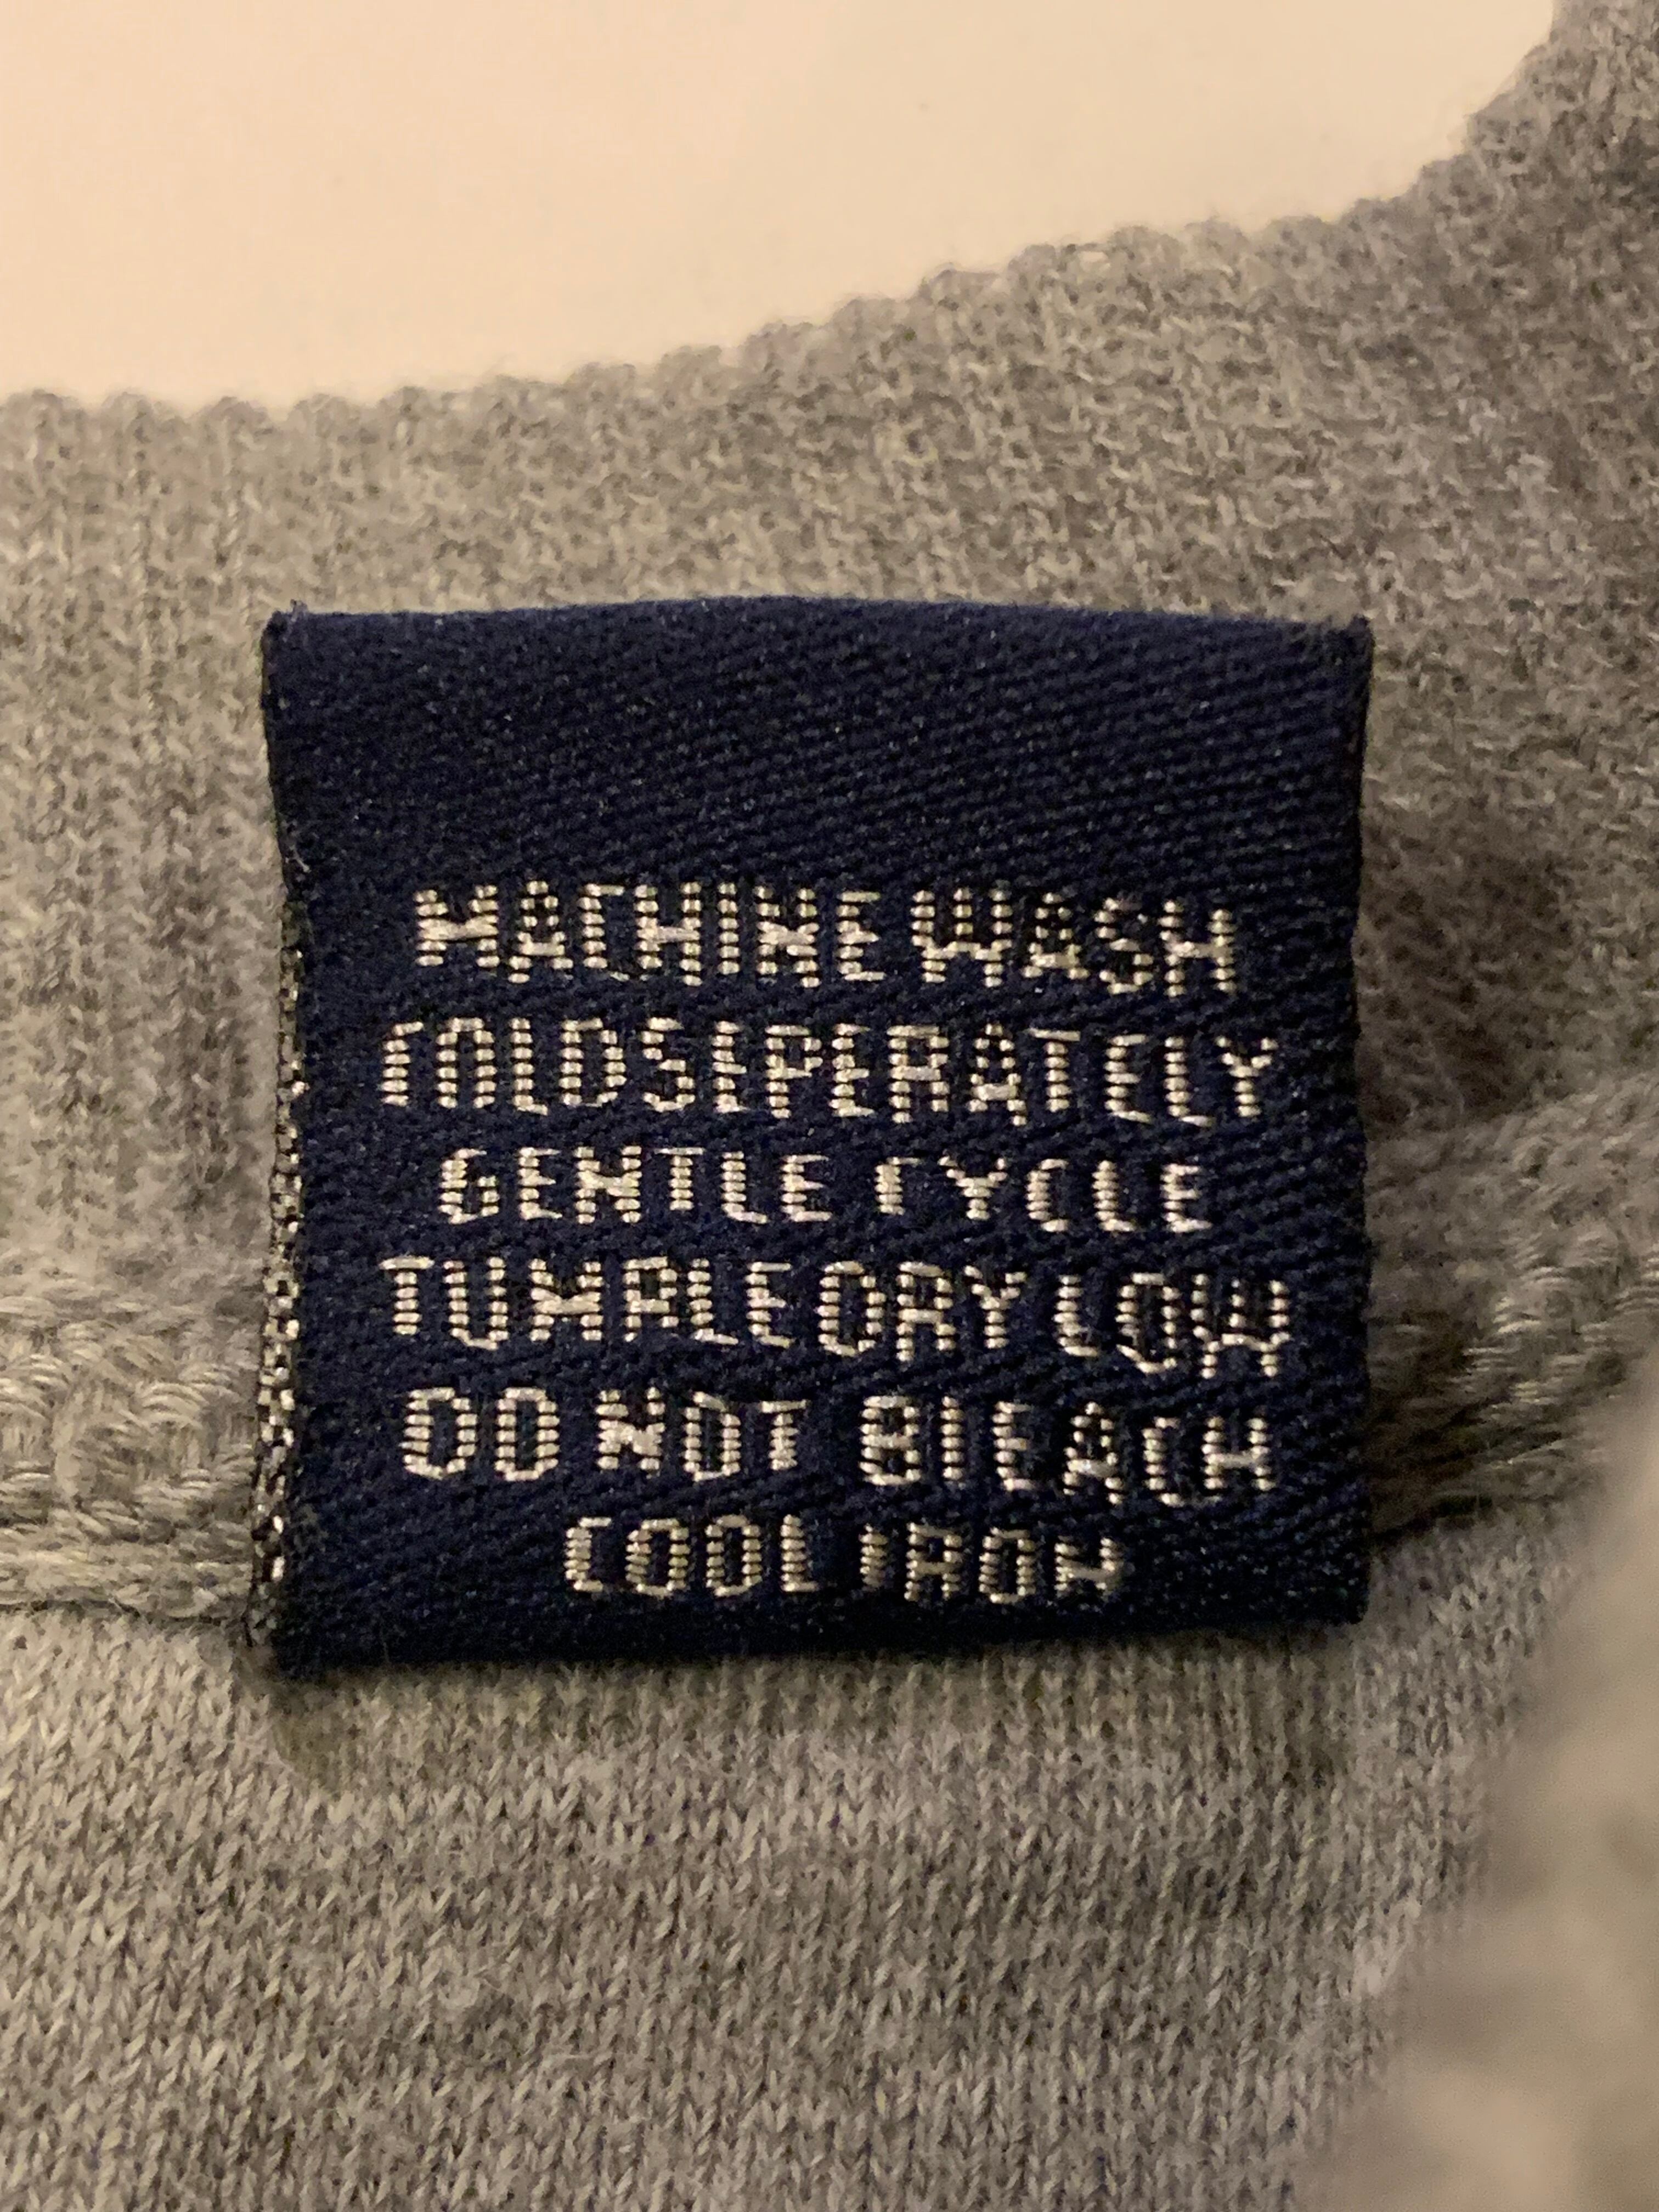 MACHINE WASH
COLD SEPERATELY
GENTLE CYCLE
TUMBLE DRY LOW
DO NOT BLEACH
COOL IRON